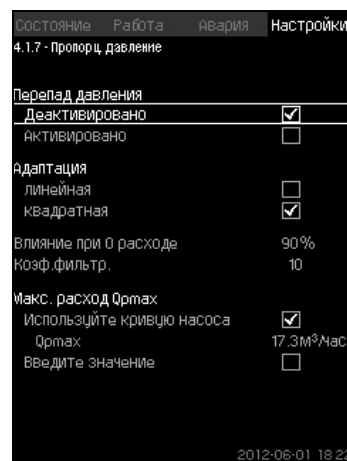 Состояние Работа Авария Настройки
4.1.7 - Пропорц. давление
Перепад давления
Деактивировано
Активировано
Адаптация
линейная
квадратная
Влияние при 0 расходе 90%
Коэф.фильтр. 10
Макс. расход Qpmax
Используйте кривую насоса
Qpmax 17.3м³/час
Введите значение
2012-06-01 18:22